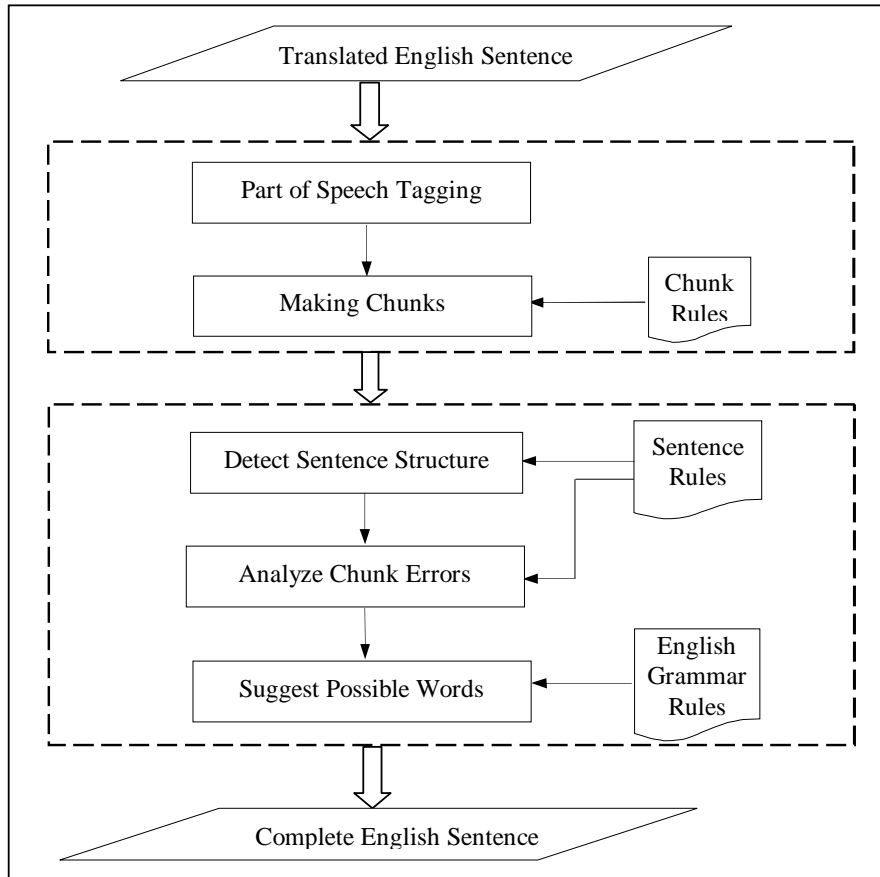 Translated English Sentence
Part of Speech Tagging
Making Chunks
Chunk
Rules
Detect Sentence Structure
Sentence
Rules
Analyze Chunk Errors
Suggest Possible Words
English
Grammar
Rules
Complete English Sentence